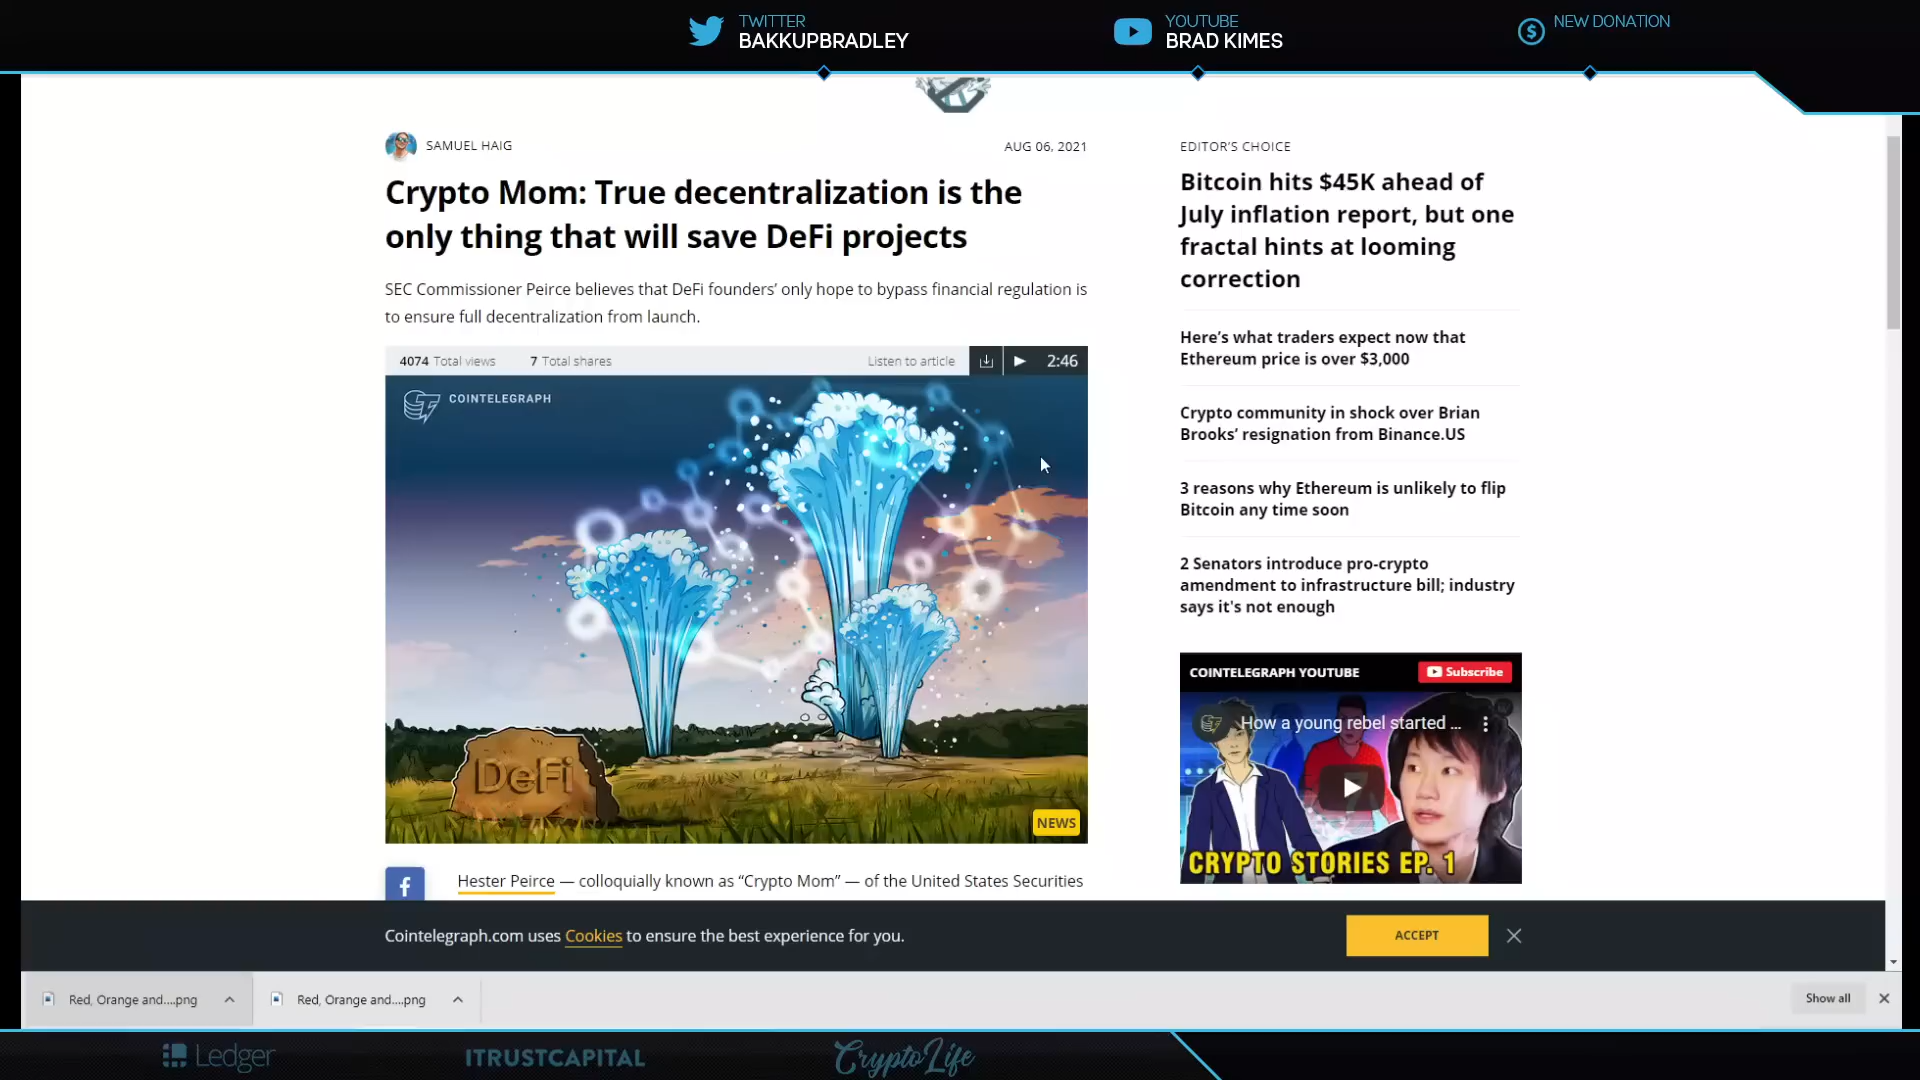 TWITTER
BAKKUPBRADLEY
YOUTUBE
BRAD KIMES
NEW DONATION
SAMUEL HAIG
AUG 06, 2021
Crypto Mom: True decentralization is the
only thing that will save DeFi projects
SEC Commissioner Peirce believes that DeFi founders’ only hope to bypass financial regulation is
to ensure full decentralization from launch.
4074 Total views
7 Total shares
Listen to article
2:46
COINTELEGRAPH
DeFi
NEWS
Hester Peirce — colloquially known as “Crypto Mom” — of the United States Securities
EDITOR’S CHOICE
Bitcoin hits $45K ahead of
July inflation report, but one
fractal hints at looming
correction
Here’s what traders expect now that
Ethereum price is over $3,000
Crypto community in shock over Brian
Brooks’ resignation from Binance.US
3 reasons why Ethereum is unlikely to flip
Bitcoin any time soon
2 Senators introduce pro-crypto
amendment to infrastructure bill; industry
says it's not enough
COINTELEGRAPH YOUTUBE
Subscribe
How a young rebel started ...
CRYPTO STORIES EP. 1
Cointelegraph.com uses Cookies to ensure the best experience for you.
ACCEPT
Red, Orange and....png
Red, Orange and....png
Show all
Ledger
ITRUSTCAPITAL
CryptoLife